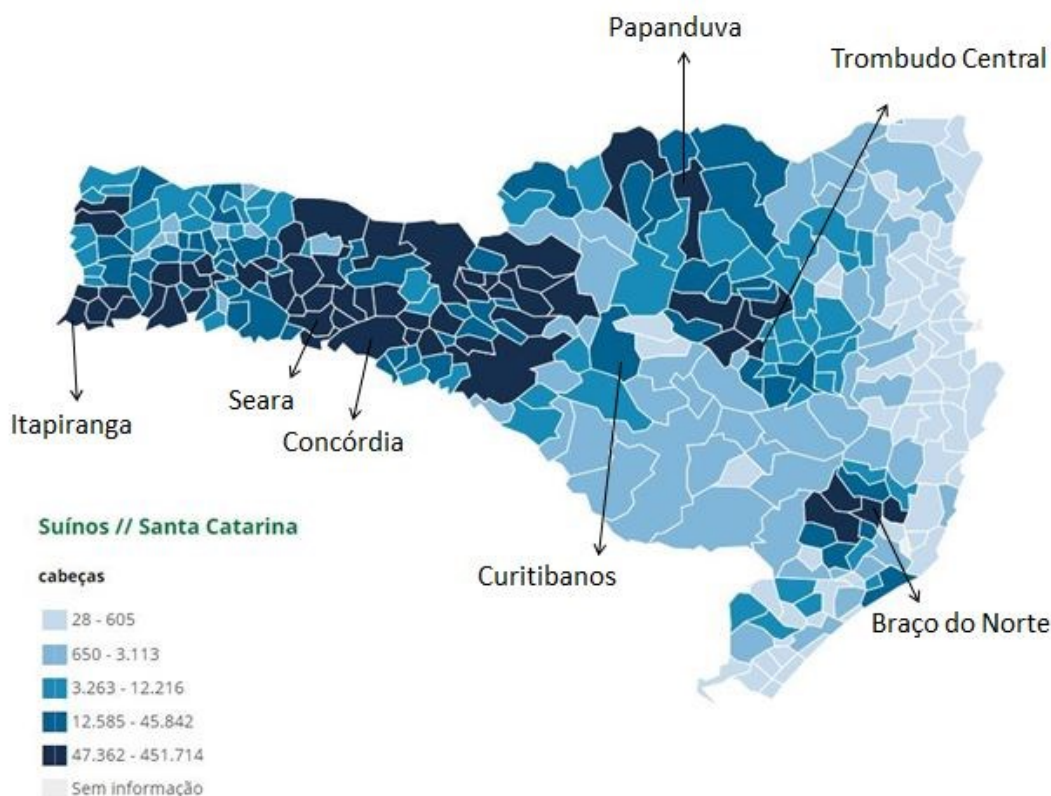 Papanduva
Trombudo Central
Itapiranga
Seara
Concórdia
Curitibanos
Braço do Norte
Suínos // Santa Catarina
cabeças
28 - 605
650 - 3.113
3.263 - 12.216
12.585 - 45.842
47.362 - 451.714
Sem informação